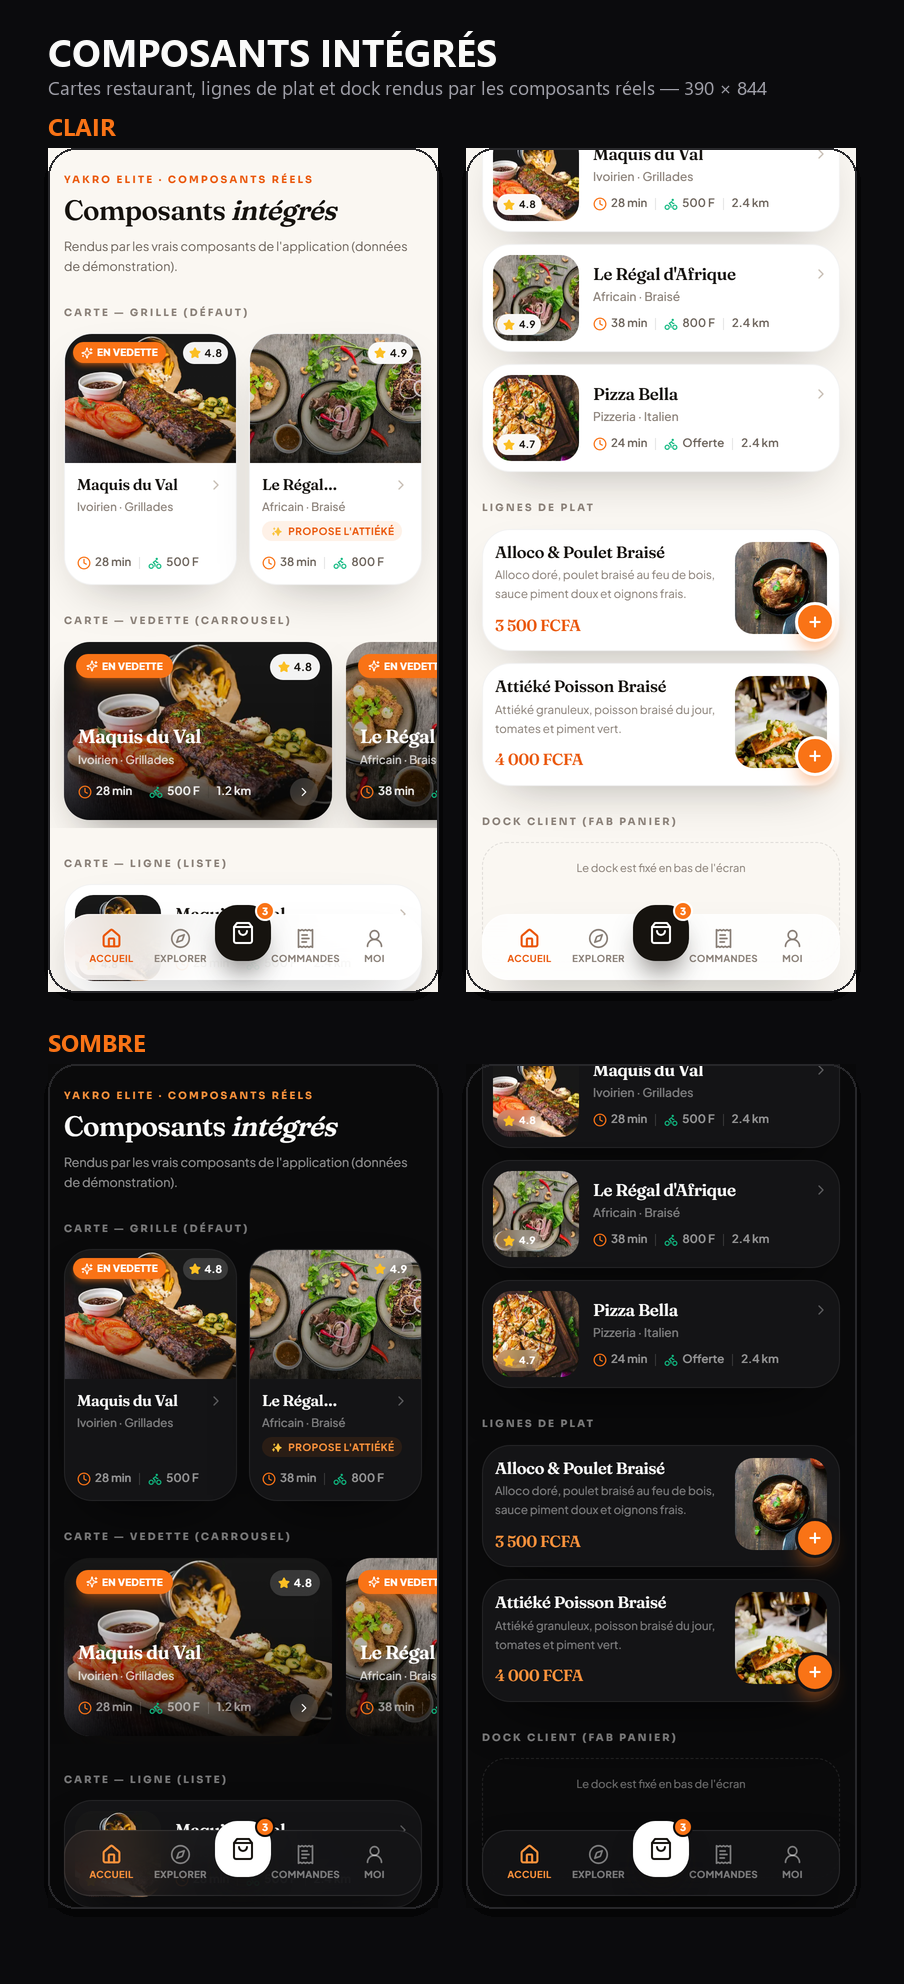 COMPOSANTS INTÉGRÉS
Cartes restaurant, lignes de plat et dock rendus par les composants réels — 390 × 844
CLAIR
YAKRO ELITE · COMPOSANTS RÉELS
Composants intégrés
Rendus par les vrais composants de l'application (données
de démonstration).
CARTE — GRILLE (DÉFAUT)
EN VEDETTE
4.8
4.9
Maquis du Val
Ivoirien · Grillades
28 min
500 F
Le Régal...
Africain · Braisé
PROPOSE L'ATTIÉKÉ
38 min
800 F
CARTE — VEDETTE (CARROUSEL)
EN VEDETTE
4.8
Maquis du Val
Ivoirien · Grillades
28 min
500 F
1.2 km
EN VEDETT
Le Régal
Africain · Brais
38 min
CARTE — LIGNE (LISTE)
3
ACCUEIL
EXPLORER
COMMANDES
MOI
Maquis du Val
Ivoirien · Grillades
4.8
28 min
500 F
2.4 km
Le Régal d'Afrique
Africain · Braisé
4.9
38 min
800 F
2.4 km
Pizza Bella
Pizzeria · Italien
4.7
24 min
Offerte
2.4 km
LIGNES DE PLAT
Alloco & Poulet Braisé
Alloco doré, poulet braisé au feu de bois,
sauce piment doux et oignons frais.
3 500 FCFA
Attiéké Poisson Braisé
Attiéké granuleux, poisson braisé du jour,
tomates et piment vert.
4 000 FCFA
DOCK CLIENT (FAB PANIER)
Le dock est fixé en bas de l'écran
3
ACCUEIL
EXPLORER
COMMANDES
MOI
SOMBRE
YAKRO ELITE · COMPOSANTS RÉELS
Composants intégrés
Rendus par les vrais composants de l'application (données
de démonstration).
CARTE — GRILLE (DÉFAUT)
EN VEDETTE
4.8
4.9
Maquis du Val
Ivoirien · Grillades
28 min
500 F
Le Régal...
Africain · Braisé
PROPOSE L'ATTIÉKÉ
38 min
800 F
CARTE — VEDETTE (CARROUSEL)
EN VEDETTE
4.8
Maquis du Val
Ivoirien · Grillades
28 min
500 F
1.2 km
EN VEDETT
Le Régal
Africain · Brais
38 min
CARTE — LIGNE (LISTE)
3
ACCUEIL
EXPLORER
COMMANDES
MOI
Maquis du Val
Ivoirien · Grillades
4.8
28 min
500 F
2.4 km
Le Régal d'Afrique
Africain · Braisé
4.9
38 min
800 F
2.4 km
Pizza Bella
Pizzeria · Italien
4.7
24 min
Offerte
2.4 km
LIGNES DE PLAT
Alloco & Poulet Braisé
Alloco doré, poulet braisé au feu de bois,
sauce piment doux et oignons frais.
3 500 FCFA
Attiéké Poisson Braisé
Attiéké granuleux, poisson braisé du jour,
tomates et piment vert.
4 000 FCFA
DOCK CLIENT (FAB PANIER)
Le dock est fixé en bas de l'écran
3
ACCUEIL
EXPLORER
COMMANDES
MOI